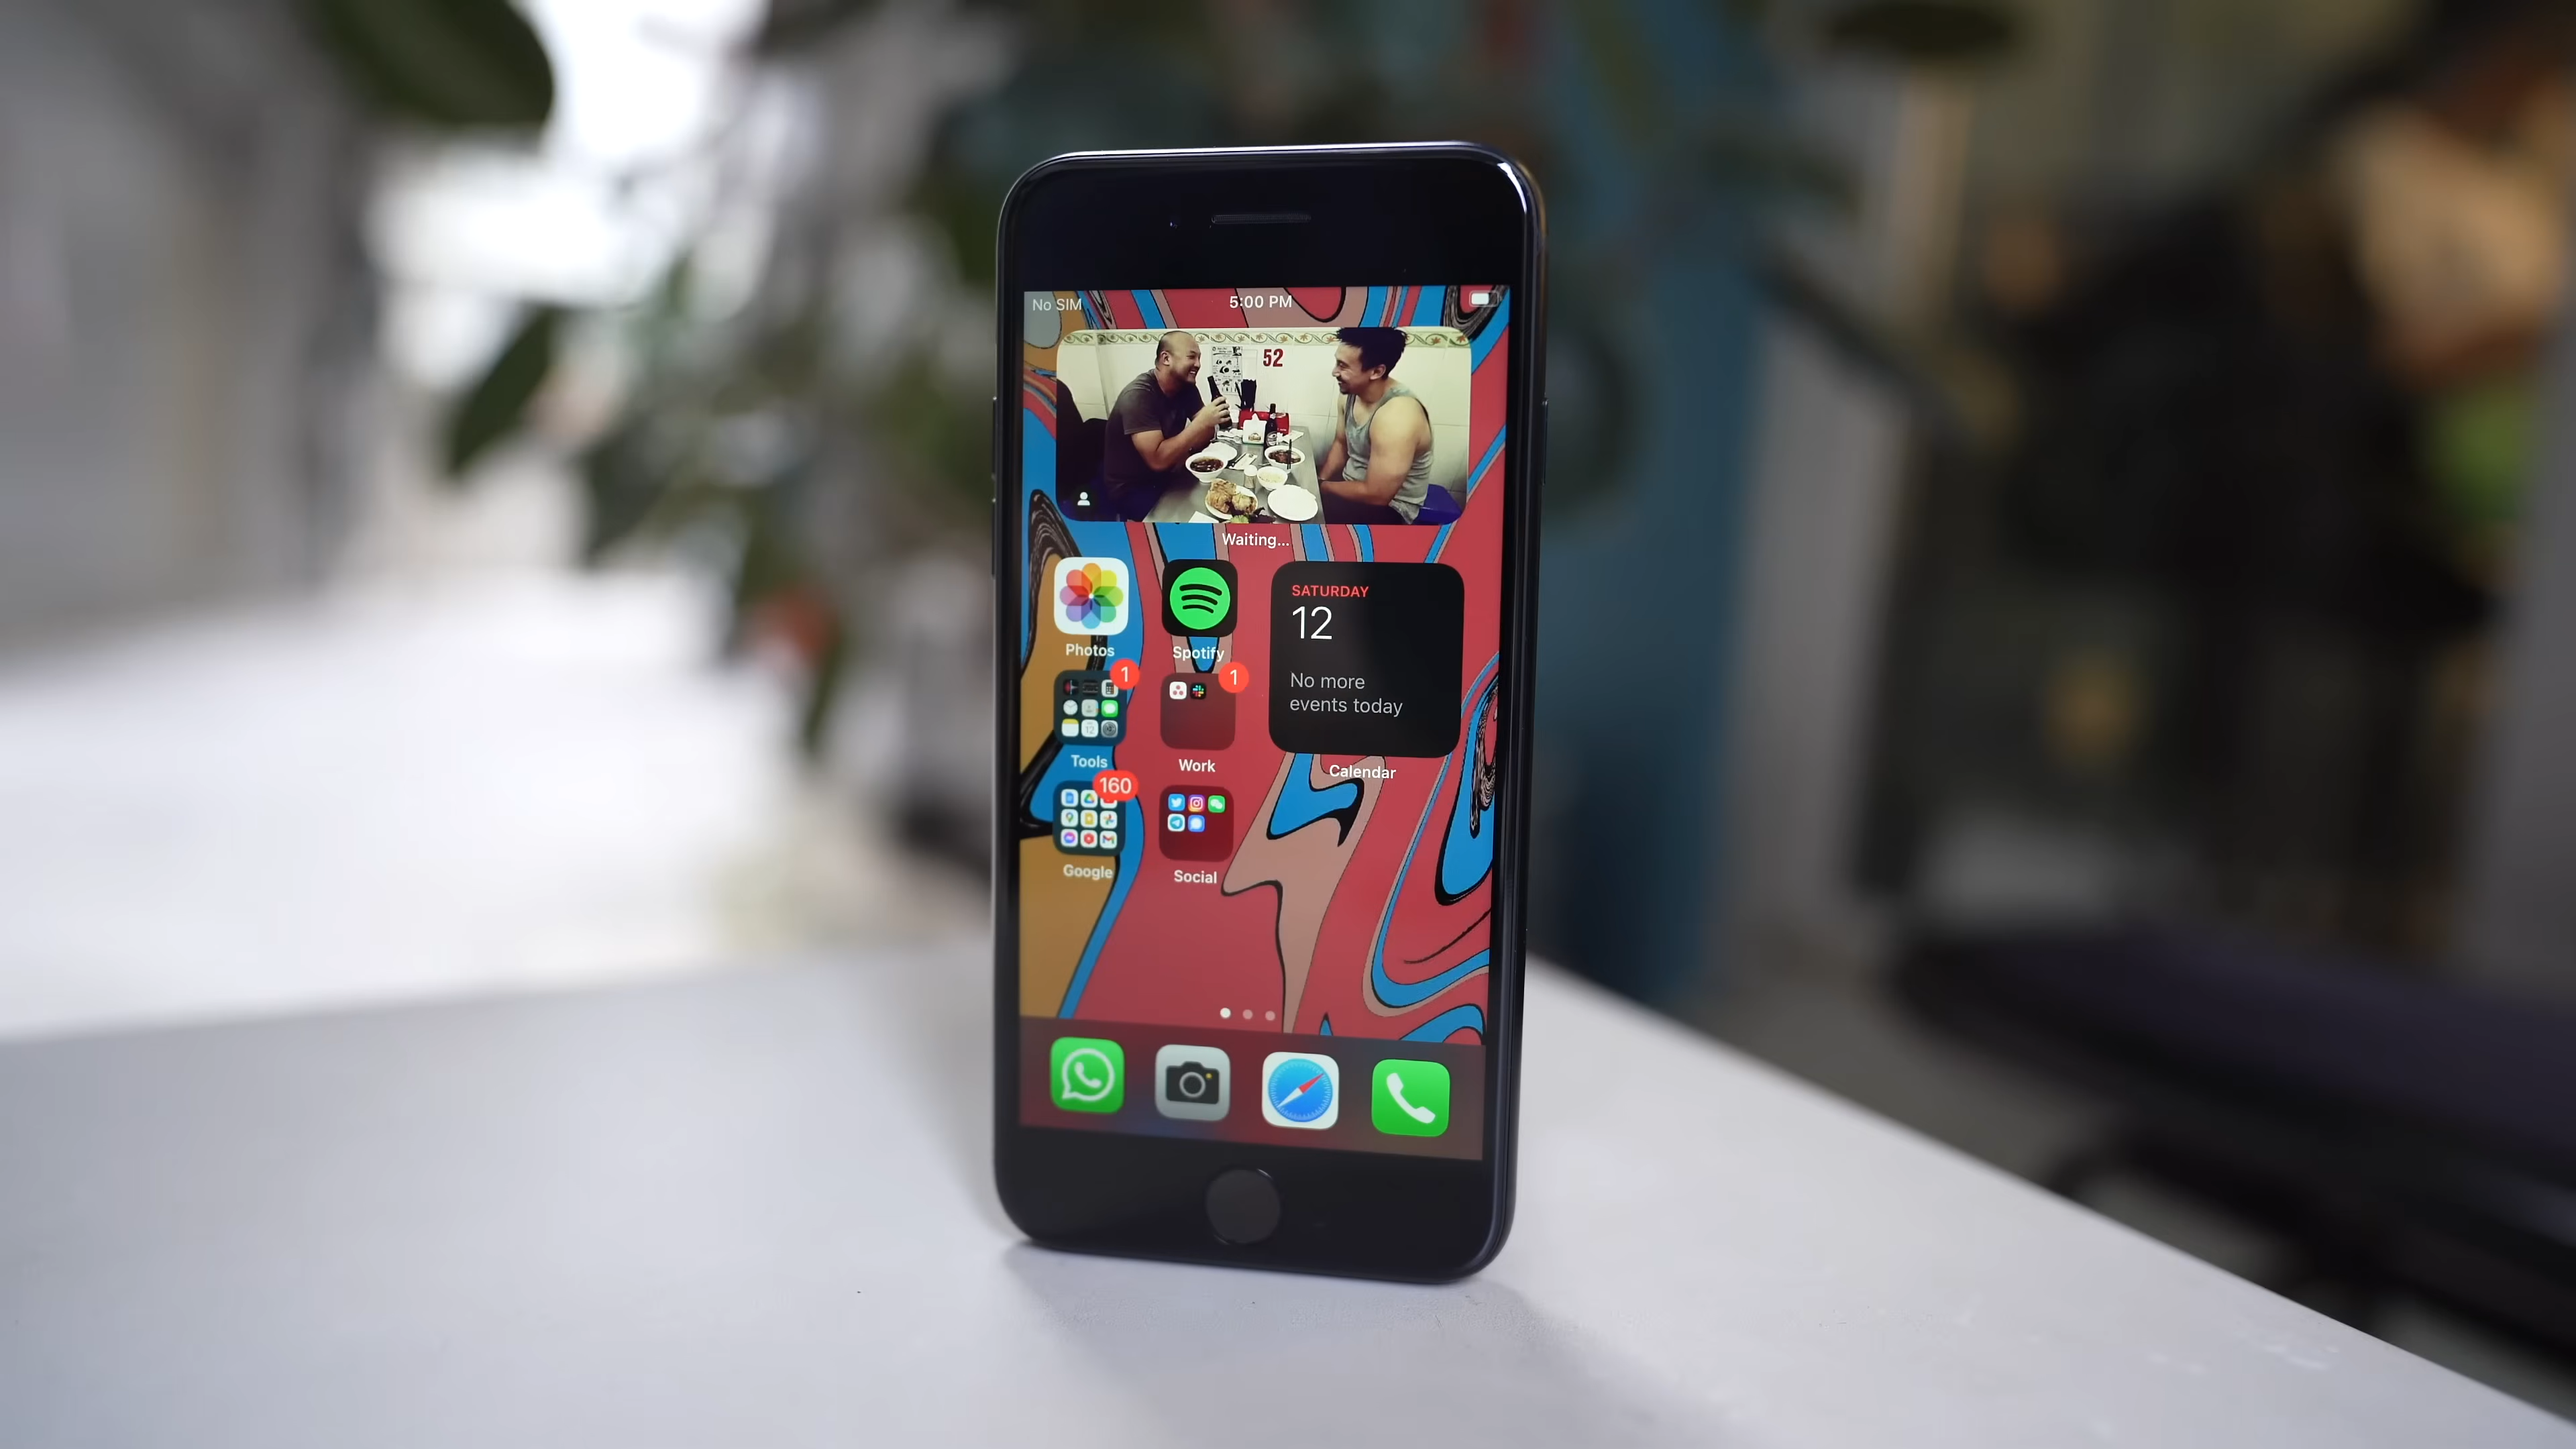 No SIM
5:00 PM
52
Waiting...
Photos
Spotify
SATURDAY
12
No more
events today
Calendar
1
Tools
1
Work
160
Google
Social